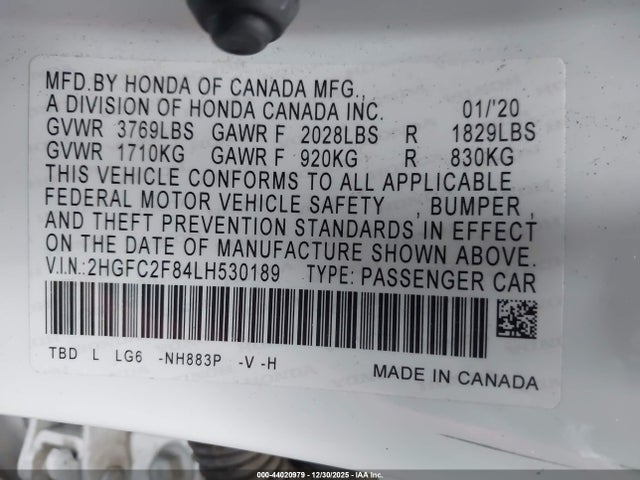 MFD.BY HONDA OF CANADA MFG.,
A DIVISION OF HONDA CANADA INC. 01/'20
GVWR 3769LBS GAWR F 2028LBS R 1829LBS
GVWR 1710KG GAWR F 920KG R 830KG
THIS VEHICLE CONFORMS TO ALL APPLICABLE
FEDERAL MOTOR VEHICLE SAFETY , BUMPER ,
AND THEFT PREVENTION STANDARDS IN EFFECT
ON THE DATE OF MANUFACTURE SHOWN ABOVE.
V.I.N.:2HGFC2F84LH530189 TYPE: PASSENGER CAR
TBD L LG6 -NH883P -V -H
MADE IN CANADA
000-44020979 - 12/30/2025 - IAA Inc.